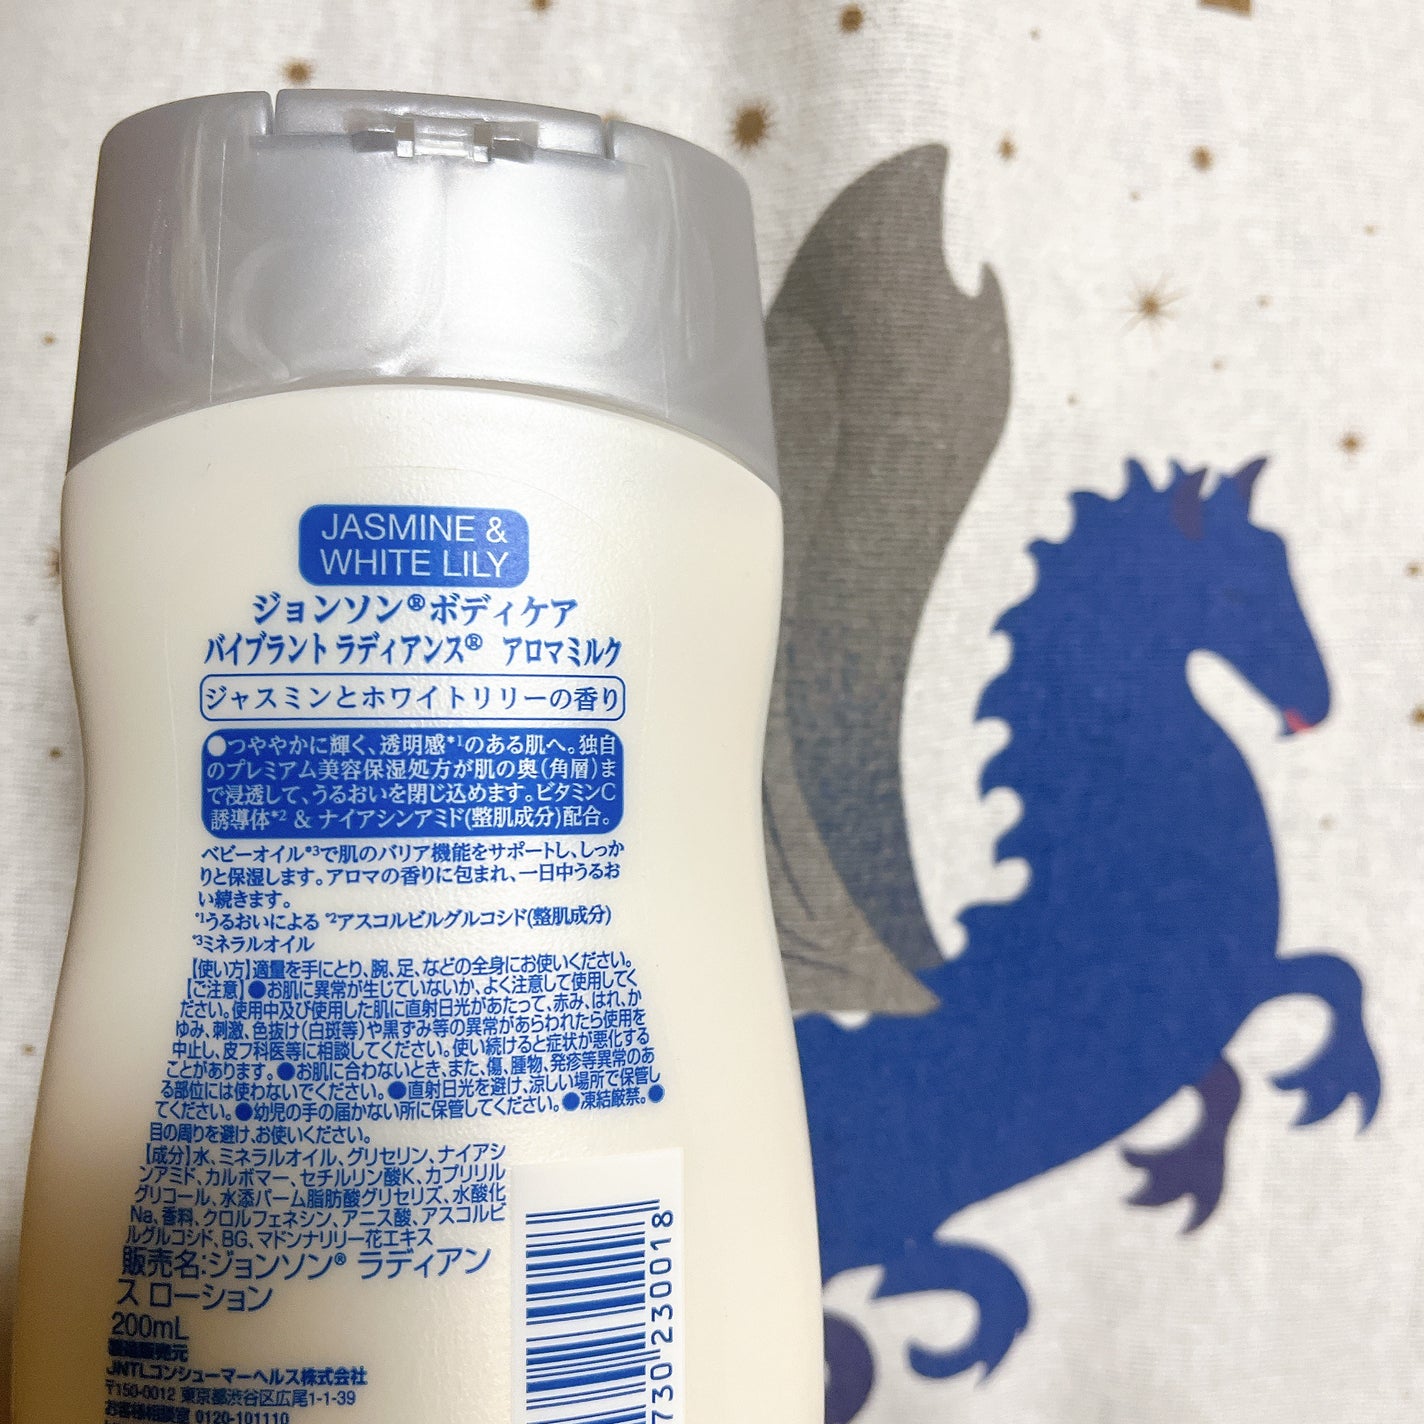 JASMINE &
WHITE LILY
ジョンソン®ボディケア
バイブラント ラディアンス® アロマミルク
ジャスミンとホワイトリリーの香り
●つややかに輝く、透明感*1のある肌へ。独自
のプレミアム美容保湿処方が肌の奥(角層)ま
で浸透して、うるおいを閉じ込めます。ビタミンC
誘導体*2 & ナイアシンアミド(整肌成分)配合。
ベビーオイル*3で肌のバリア機能をサポートし、しっか
りと保湿します。アロマの香りに包まれ、一日中うるお
い続きます。
*1うるおいによる *2アスコルビルグルコシド(整肌成分)
*3ミネラルオイル
【使い方】適量を手にとり、腕、足、などの全身にお使いください。
【ご注意】●お肌に異常が生じていないか、よく注意して使用してく
ださい。使用中及び使用した肌に直射日光があたって、赤み、はれ、か
ゆみ、刺激、色抜け(白斑等)や黒ずみ等の異常があらわれたら使用を
中止し、皮フ科医等に相談してください。使い続けると症状が悪化する
ことがあります。●お肌に合わないとき、また、傷、腫物、発疹等異常のあ
る部位には使わないでください。●直射日光を避け、涼しい場所で保管し
てください。●幼児の手の届かない所に保管してください。●凍結厳禁。●
目の周りを避け、お使いください。
【成分】水、ミネラルオイル、グリセリン、ナイアシ
ンアミド、カルボマー、セチルリン酸K、カプリリル
グリコール、水添パーム脂肪酸グリセリズ、水酸化
Na、香料、クロルフェネシン、アニス酸、アスコルビ
ルグルコシド、BG、マドンナリリー花エキス
販売名:ジョンソン® ラディアン
ス ローション
200mL
製造販売元
JNTLコンシューマーヘルス株式会社
〒150-0012 東京都渋谷区広尾1-1-39
お客様相談室 0120-101110
730 230018